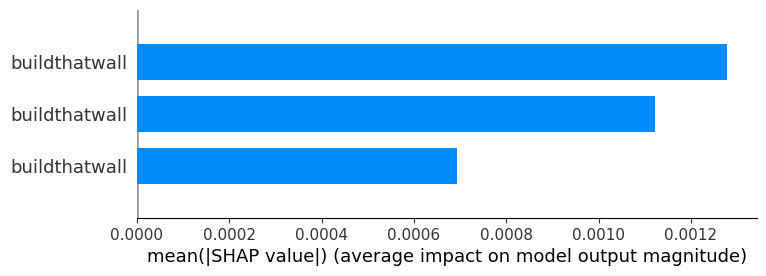 buildthatwall
buildthatwall
buildthatwall
0.0000 0.0002 0.0004 0.0006 0.0008 0.0010 0.0012
mean(|SHAP value|) (average impact on model output magnitude)